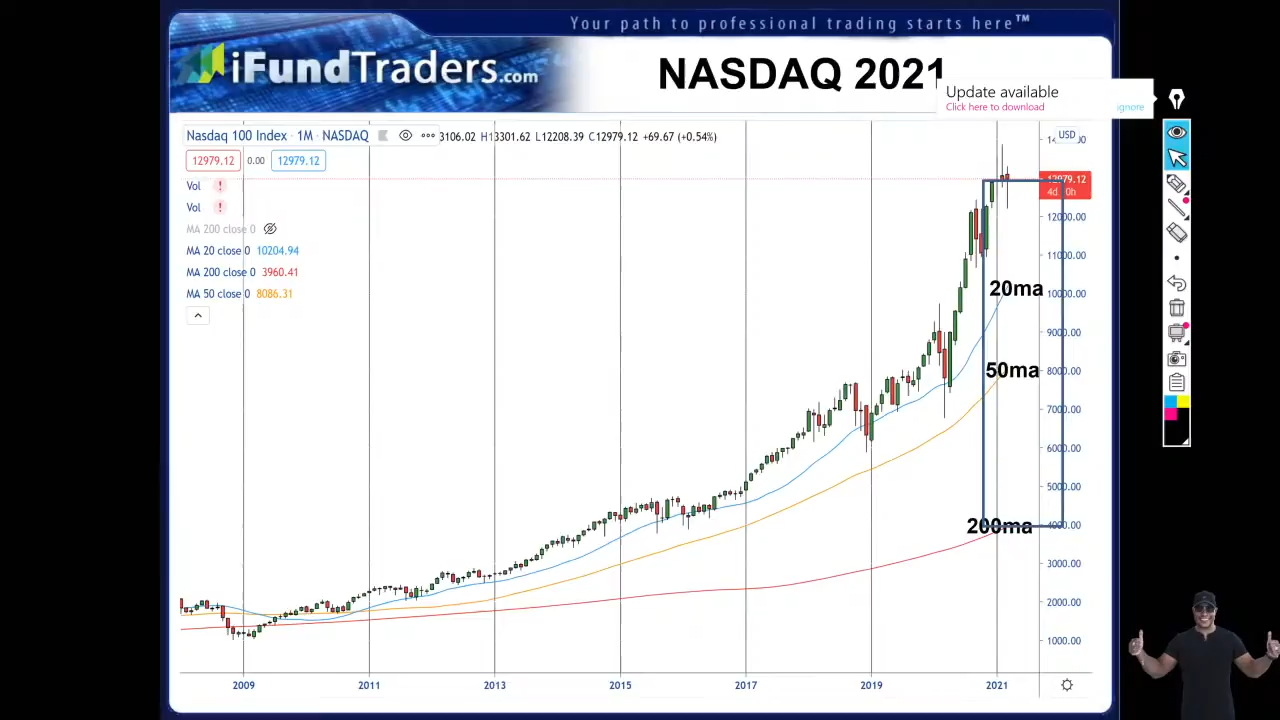 Your path to professional trading starts here™
iFundTraders.com
NASDAQ 2021
Update available
Click here to download
ignore
Nasdaq 100 Index · 1M · NASDAQ
3106.02 H13301.62 L12208.39 C12979.12 +69.67 (+0.54%)
USD
12979.12 0.00 12979.12
Vol
Vol
MA 200 close 0
MA 20 close 0 10204.94
MA 200 close 0 3960.41
MA 50 close 0 8086.31
12979.12
12000.00
11000.00
20ma
10000.00
9000.00
50ma
8000.00
7000.00
6000.00
5000.00
200ma
4000.00
3000.00
2000.00
1000.00
2009 2011 2013 2015 2017 2019 2021